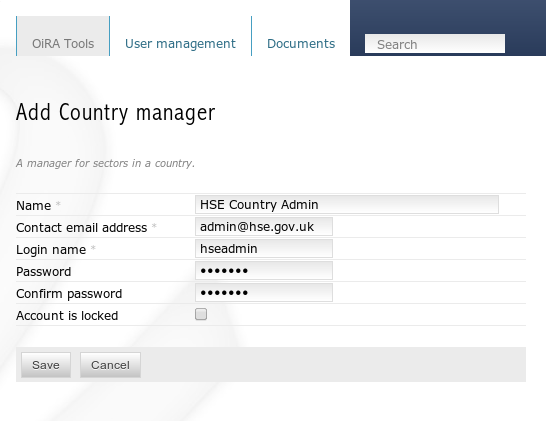 OiRA Tools User management Documents Search
Add Country manager
A manager for sectors in a country.
Name * HSE Country Admin
Contact email address * admin@hse.gov.uk
Login name * hseadmin
Password •••••••
Confirm password •••••••
Account is locked
Save Cancel